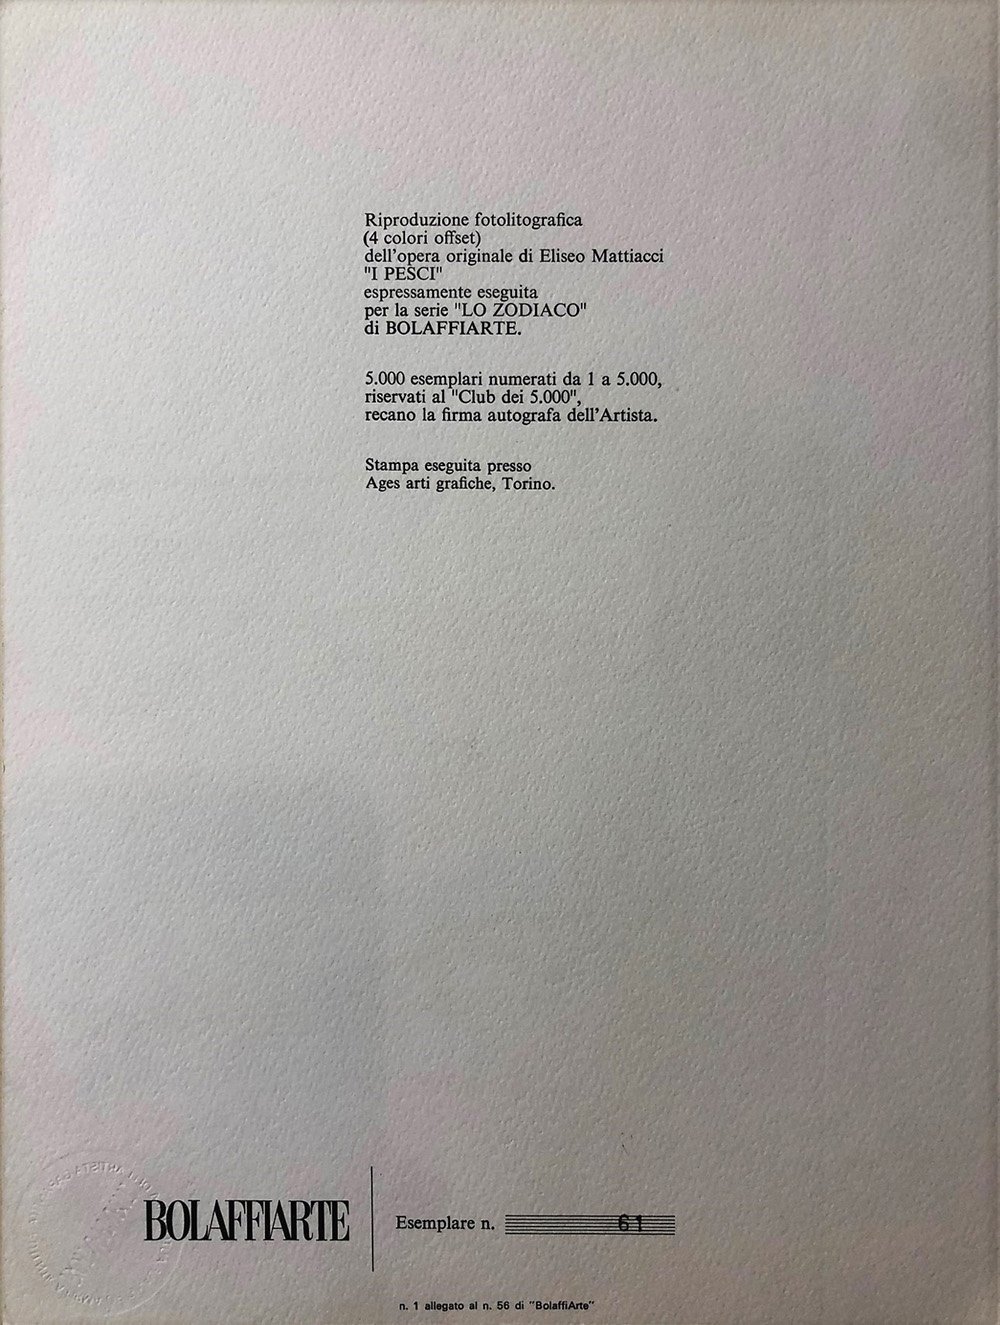 Riproduzione fotolitografica
(4 colori offset)
dell'opera originale di Eliseo Mattiacci
"I PESCI"
espressamente eseguita
per la serie "LO ZODIACO"
di BOLAFFIARTE.
5.000 esemplari numerati da 1 a 5.000,
riservati al "Club dei 5.000",
recano la firma autografa dell'Artista.
Stampa eseguita presso
Ages arti grafiche, Torino.
BOLAFFIARTE
Esemplare n. 61
n. 1 allegato al n. 56 di "BolaffiArte"